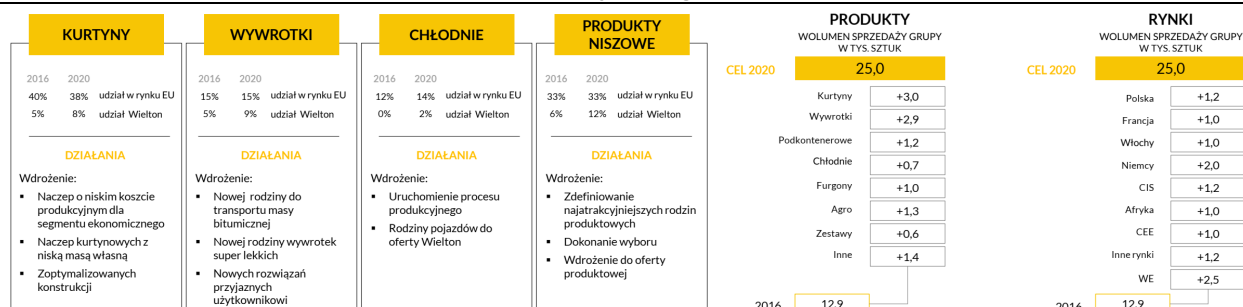 KURTYNY
2016 2020
40% 38% udział w rynku EU
5% 8% udział Wielton
DZIAŁANIA
Wdrożenie:
▪ Naczep o niskim koszcie
produkcyjnym dla
segmentu ekonomicznego
▪ Naczep kurtynowych z
niską masą własną
▪ Zoptymalizowanych
konstrukcji
WYWROTKI
2016 2020
15% 15% udział w rynku EU
5% 9% udział Wielton
DZIAŁANIA
Wdrożenie:
▪ Nowej rodziny do
transportu masy
bitumicznej
▪ Nowej rodziny wywrotek
super lekkich
▪ Nowych rozwiązań
przyjaznych
użytkownikowi
CHŁODNIE
2016 2020
12% 14% udział w rynku EU
0% 2% udział Wielton
DZIAŁANIA
Wdrożenie:
▪ Uruchomienie procesu
produkcyjnego
▪ Rodziny pojazdów do
oferty Wielton
PRODUKTY
NISZOWE
2016 2020
33% 33% udział w rynku EU
6% 12% udział Wielton
DZIAŁANIA
Wdrożenie:
▪ Zdefiniowanie
najatrakcyjniejszych rodzin
produktowych
▪ Dokonanie wyboru
▪ Wdrożenie do oferty
produktowej
PRODUKTY
WOLUMEN SPRZEDAŻY GRUPY
W TYS. SZTUK
CEL 2020 25,0
Kurtyny +3,0
Wywrotki +2,9
Podkontenerowe +1,2
Chłodnie +0,7
Furgony +1,0
Agro +1,3
Zestawy +0,6
Inne +1,4
2016 12,9
RYNKI
WOLUMEN SPRZEDAŻY GRUPY
W TYS. SZTUK
CEL 2020 25,0
Polska +1,2
Francja +1,0
Włochy +1,0
Niemcy +2,0
CIS +1,2
Afryka +1,0
CEE +1,0
Inne rynki +1,2
WE +2,5
2016 12,9